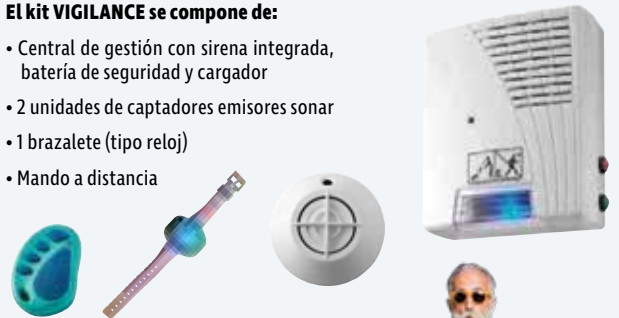 El kit VIGILANCE se compone de:
• Central de gestión con sirena integrada,
batería de seguridad y cargador
• 2 unidades de captadores emisores sonar
• 1 brazalete (tipo reloj)
• Mando a distancia